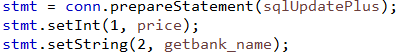 stmt = conn.prepareStatement(sqlUpdatePlus);
stmt.setInt(1, price);
stmt.setString(2, getbank_name);